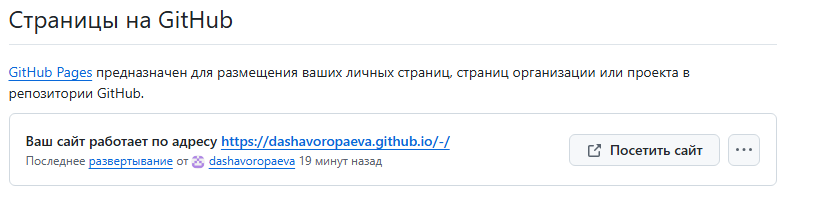 Страницы на GitHub
GitHub Pages предназначен для размещения ваших личных страниц, страниц организации или проекта в
репозитории GitHub.
Ваш сайт работает по адресу https://dashavoropaeva.github.io/-/
Посетить сайт
Последнее развертывание от dashavoropaeva 19 минут назад